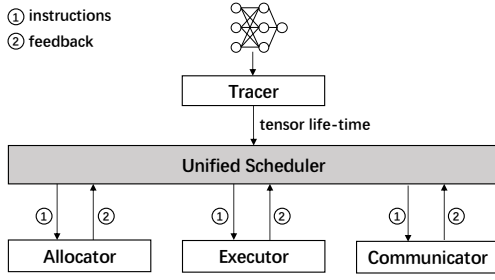 ① instructions
② feedback
Tracer
tensor life-time
Unified Scheduler
① ② ① ② ① ②
Allocator Executor Communicator